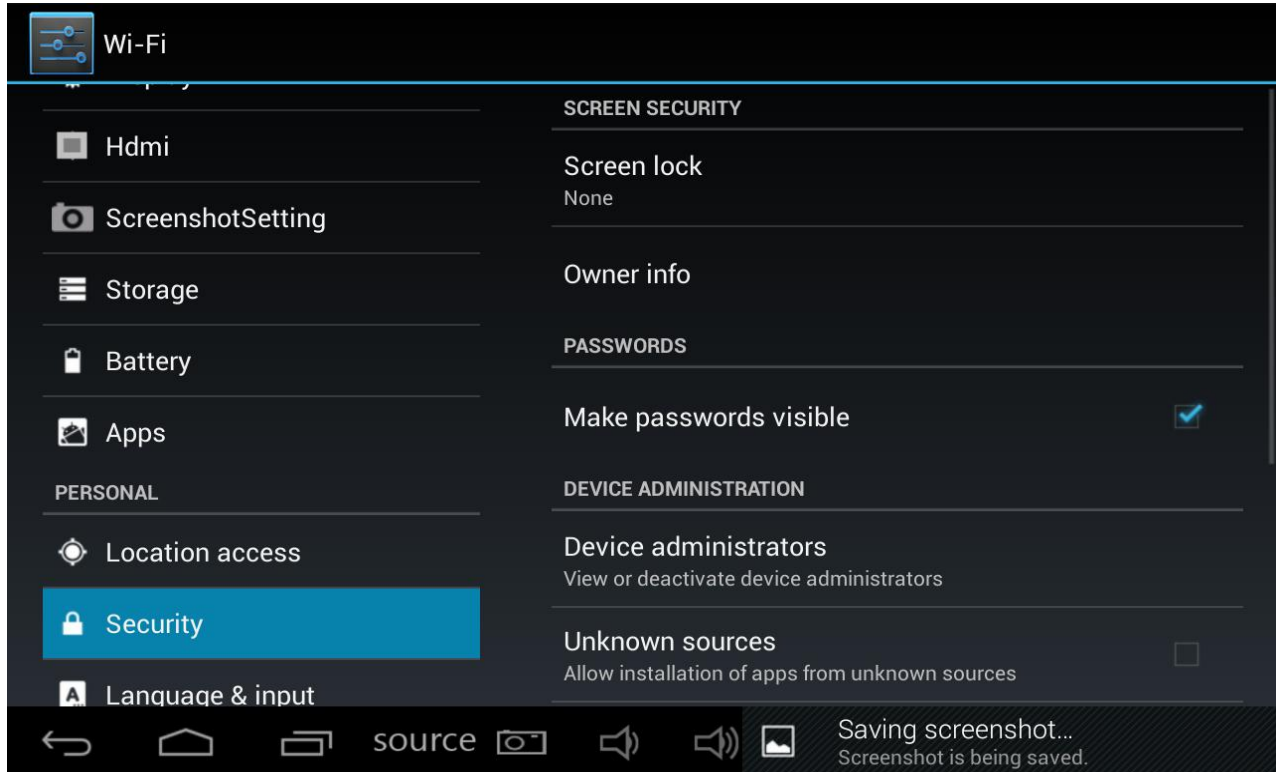 Wi-Fi
Hdmi
ScreenshotSetting
Storage
Battery
Apps
PERSONAL
Location access
Security
Language & input
SCREEN SECURITY
Screen lock
None
Owner info
PASSWORDS
Make passwords visible
DEVICE ADMINISTRATION
Device administrators
View or deactivate device administrators
Unknown sources
Allow installation of apps from unknown sources
source
Saving screenshot...
Screenshot is being saved.